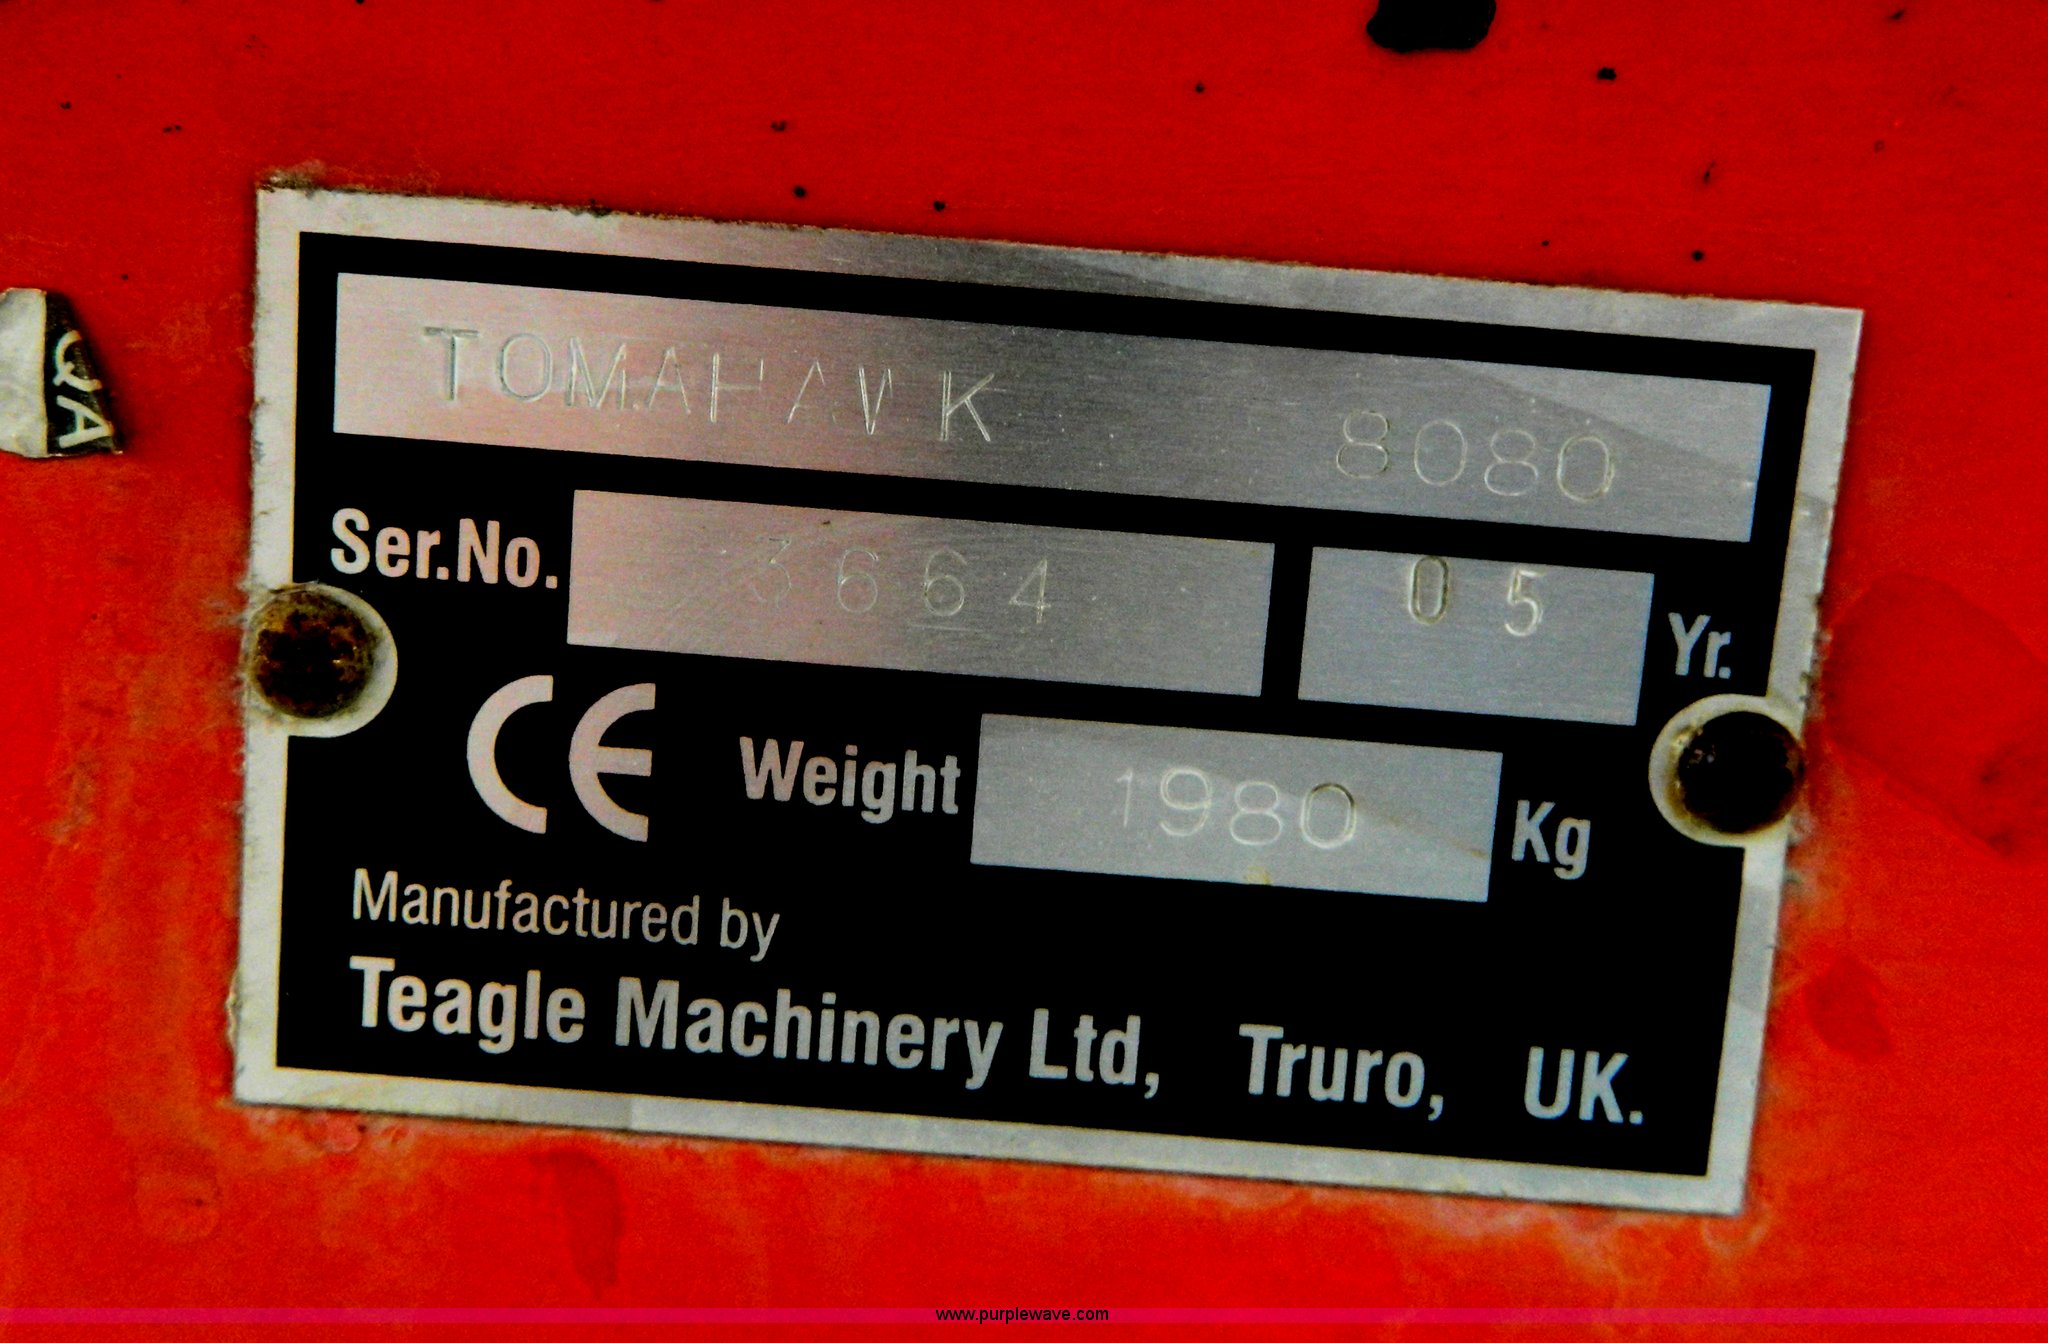 TOMAHAWK 8080
Ser.No. 3664 05 Yr.
CE Weight 1980 Kg
Manufactured by
Teagle Machinery Ltd, Truro, UK.
QA
www.purplewave.com